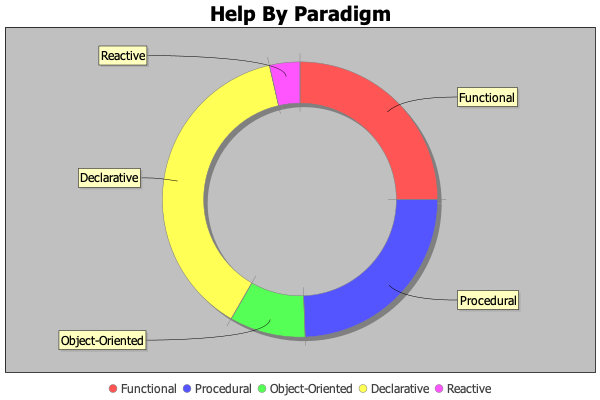 Help By Paradigm
Reactive
Functional
Declarative
Procedural
Object-Oriented
Functional Procedural Object-Oriented Declarative Reactive